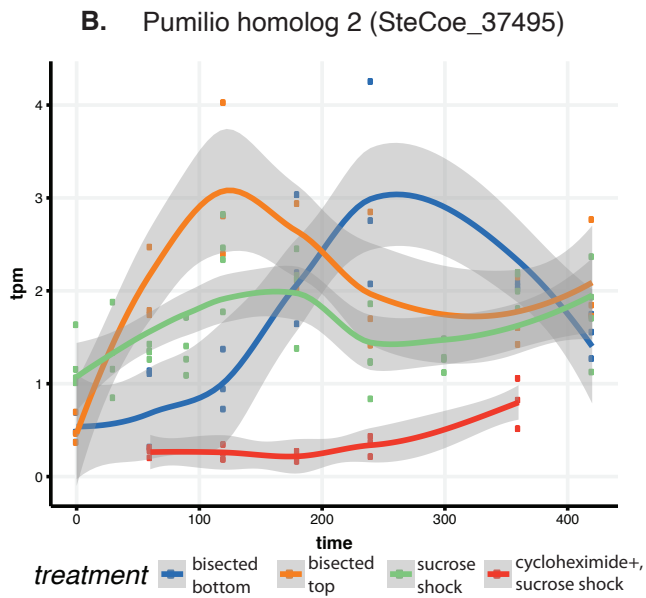 B. Pumilio homolog 2 (SteCoe_37495)
tpm
4
3
2
1
0
0 100 200 300 400
time
treatment
bisected bottom
bisected top
sucrose shock
cycloheximide+, sucrose shock